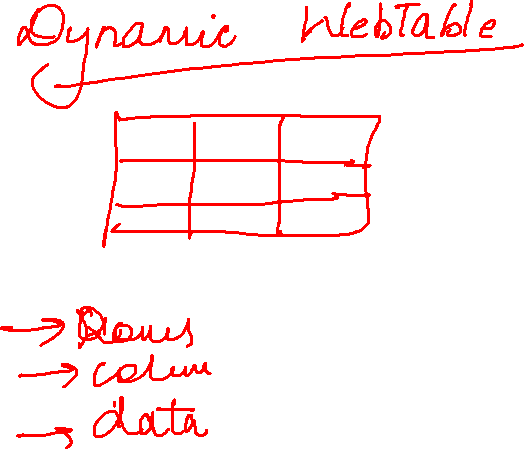 Dynamic WebTable
→ Rows
→ colum
→ data